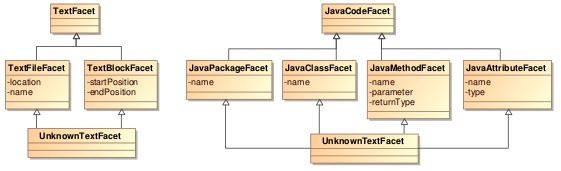 TextFacet
JavaCodeFacet
TextFileFacet
-location
-name
TextBlockFacet
-startPosition
-endPosition
JavaPackageFacet
-name
JavaClassFacet
-name
JavaMethodFacet
-name
-parameter
-returnType
JavaAttributeFacet
-name
-type
UnknownTextFacet
UnknownTextFacet